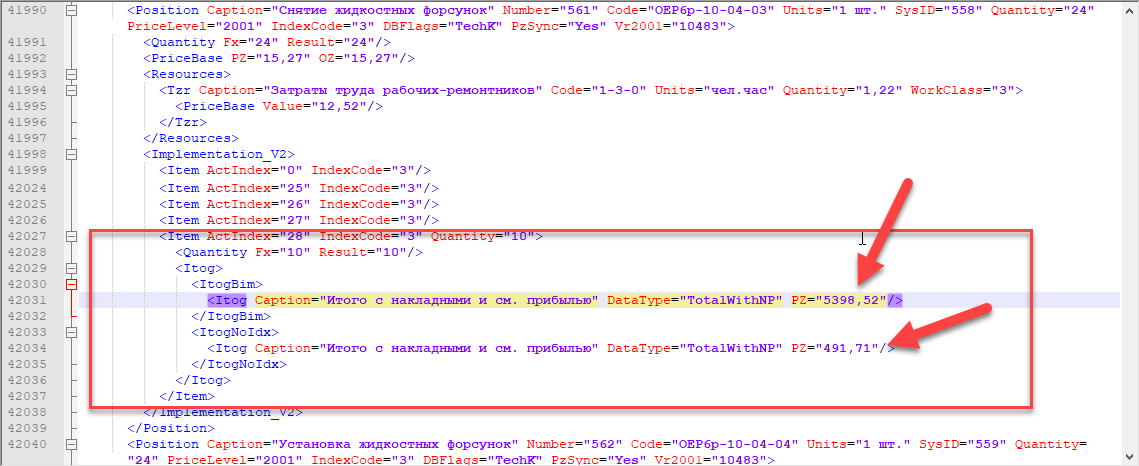 41990 <Position Caption="Снятие жидкостных форсунок" Number="561" Code="ОЕР6р-10-04-03" Units="1 шт." SysID="558" Quantity="24"
PriceLevel="2001" IndexCode="3" DBFlags="TechK" PzSync="Yes" Vr2001="10483">
41991 <Quantity Fx="24" Result="24"/>
41992 <PriceBase PZ="15,27" OZ="15,27"/>
41993 <Resources>
41994 <Tzr Caption="Затраты труда рабочих-ремонтников" Code="1-3-0" Units="чел.час" Quantity="1,22" WorkClass="3">
41995 <PriceBase Value="12,52"/>
41996 </Tzr>
41997 </Resources>
41998 <Implementation_V2>
41999 <Item ActIndex="0" IndexCode="3"/>
42024 <Item ActIndex="25" IndexCode="3"/>
42025 <Item ActIndex="26" IndexCode="3"/>
42026 <Item ActIndex="27" IndexCode="3"/>
42027 <Item ActIndex="28" IndexCode="3" Quantity="10">
42028 <Quantity Fx="10" Result="10"/>
42029 <Itog>
42030 <ItogBim>
42031 <Itog Caption="Итого с накладными и см. прибылью" DataType="TotalWithNP" PZ="5398,52"/>
42032 </ItogBim>
42033 <ItogNoIdx>
42034 <Itog Caption="Итого с накладными и см. прибылью" DataType="TotalWithNP" PZ="491,71"/>
42035 </ItogNoIdx>
42036 </Itog>
42037 </Item>
42038 </Implementation_V2>
42039 </Position>
42040 <Position Caption="Установка жидкостных форсунок" Number="562" Code="ОЕР6р-10-04-04" Units="1 шт." SysID="559" Quantity=
"24" PriceLevel="2001" IndexCode="3" DBFlags="TechK" PzSync="Yes" Vr2001="10483">